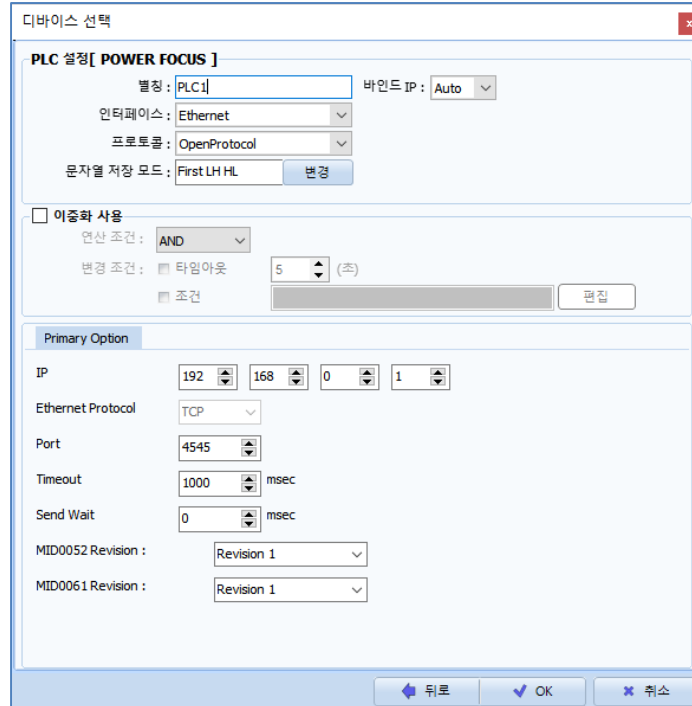 디바이스 선택
PLC 설정[ POWER FOCUS ]
별칭 : PLC1 바인드 IP : Auto
인터페이스 : Ethernet
프로토콜 : OpenProtocol
문자열 저장 모드 : First LH HL 변경
이중화 사용
연산 조건 : AND
변경 조건 : 타임아웃 5 (초)
조건 편집
Primary Option
IP 192 168 0 1
Ethernet Protocol TCP
Port 4545
Timeout 1000 msec
Send Wait 0 msec
MID0052 Revision : Revision 1
MID0061 Revision : Revision 1
뒤로 OK 취소